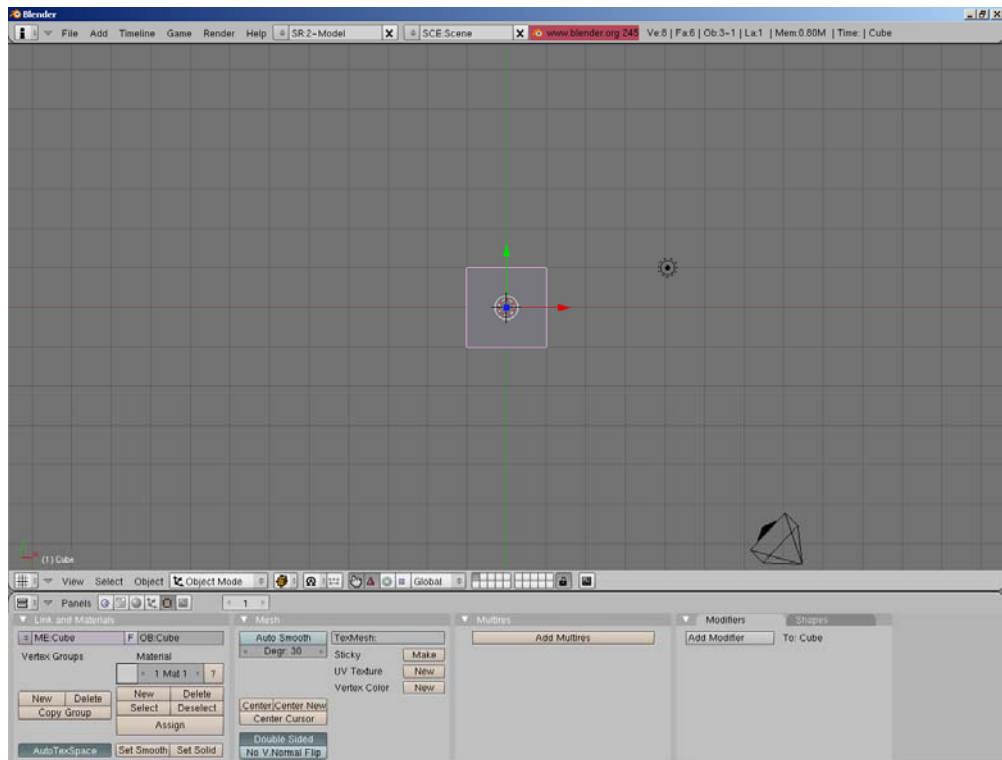 Blender
File Add Timeline Game Render Help SR:2-Model X SCE:Scene X www.blender.org 245 Ve:8 | Fa:6 | Ob:3-1 | La:1 | Mem:0.80M | Time: | Cube
(1) Cube
View Select Object Object Mode Global
Panels 1
Link and Materials Mesh Multires Modifiers Shapes
ME:Cube F OB:Cube Auto Smooth TexMesh: Add Multires Add Modifier To: Cube
Vertex Groups Material Degr: 30 Sticky Make
1 Mat 1 ? UV Texture New
Vertex Color New
New Delete New Delete
Copy Group Select Deselect Center Center New
Assign Center Cursor
Double Sided
AutoTexSpace Set Smooth Set Solid No V.Normal Flip